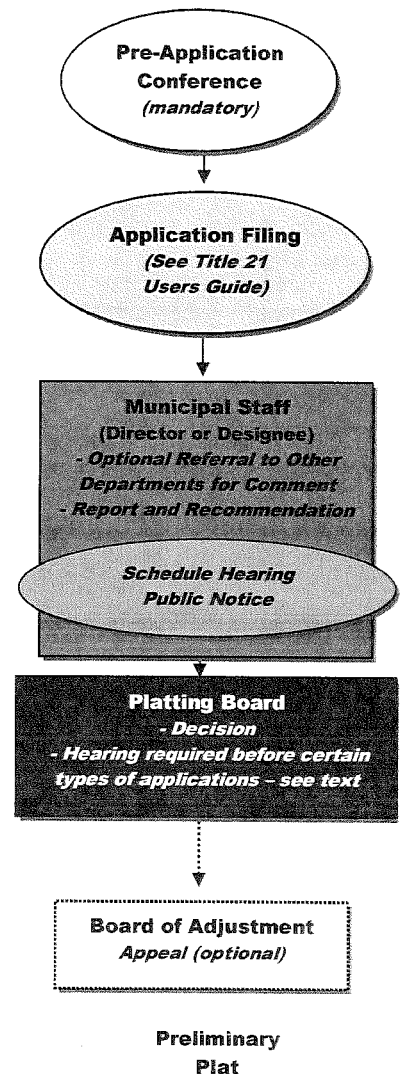 Pre-Application
Conference
(mandatory)
Application Filing
(See Title 21
Users Guide)
Municipal Staff
(Director or Designee)
- Optional Referral to Other
Departments for Comment
- Report and Recommendation
Schedule Hearing
Public Notice
Platting Board
- Decision
- Hearing required before certain
types of applications – see text
Board of Adjustment
Appeal (optional)
Preliminary
Plat